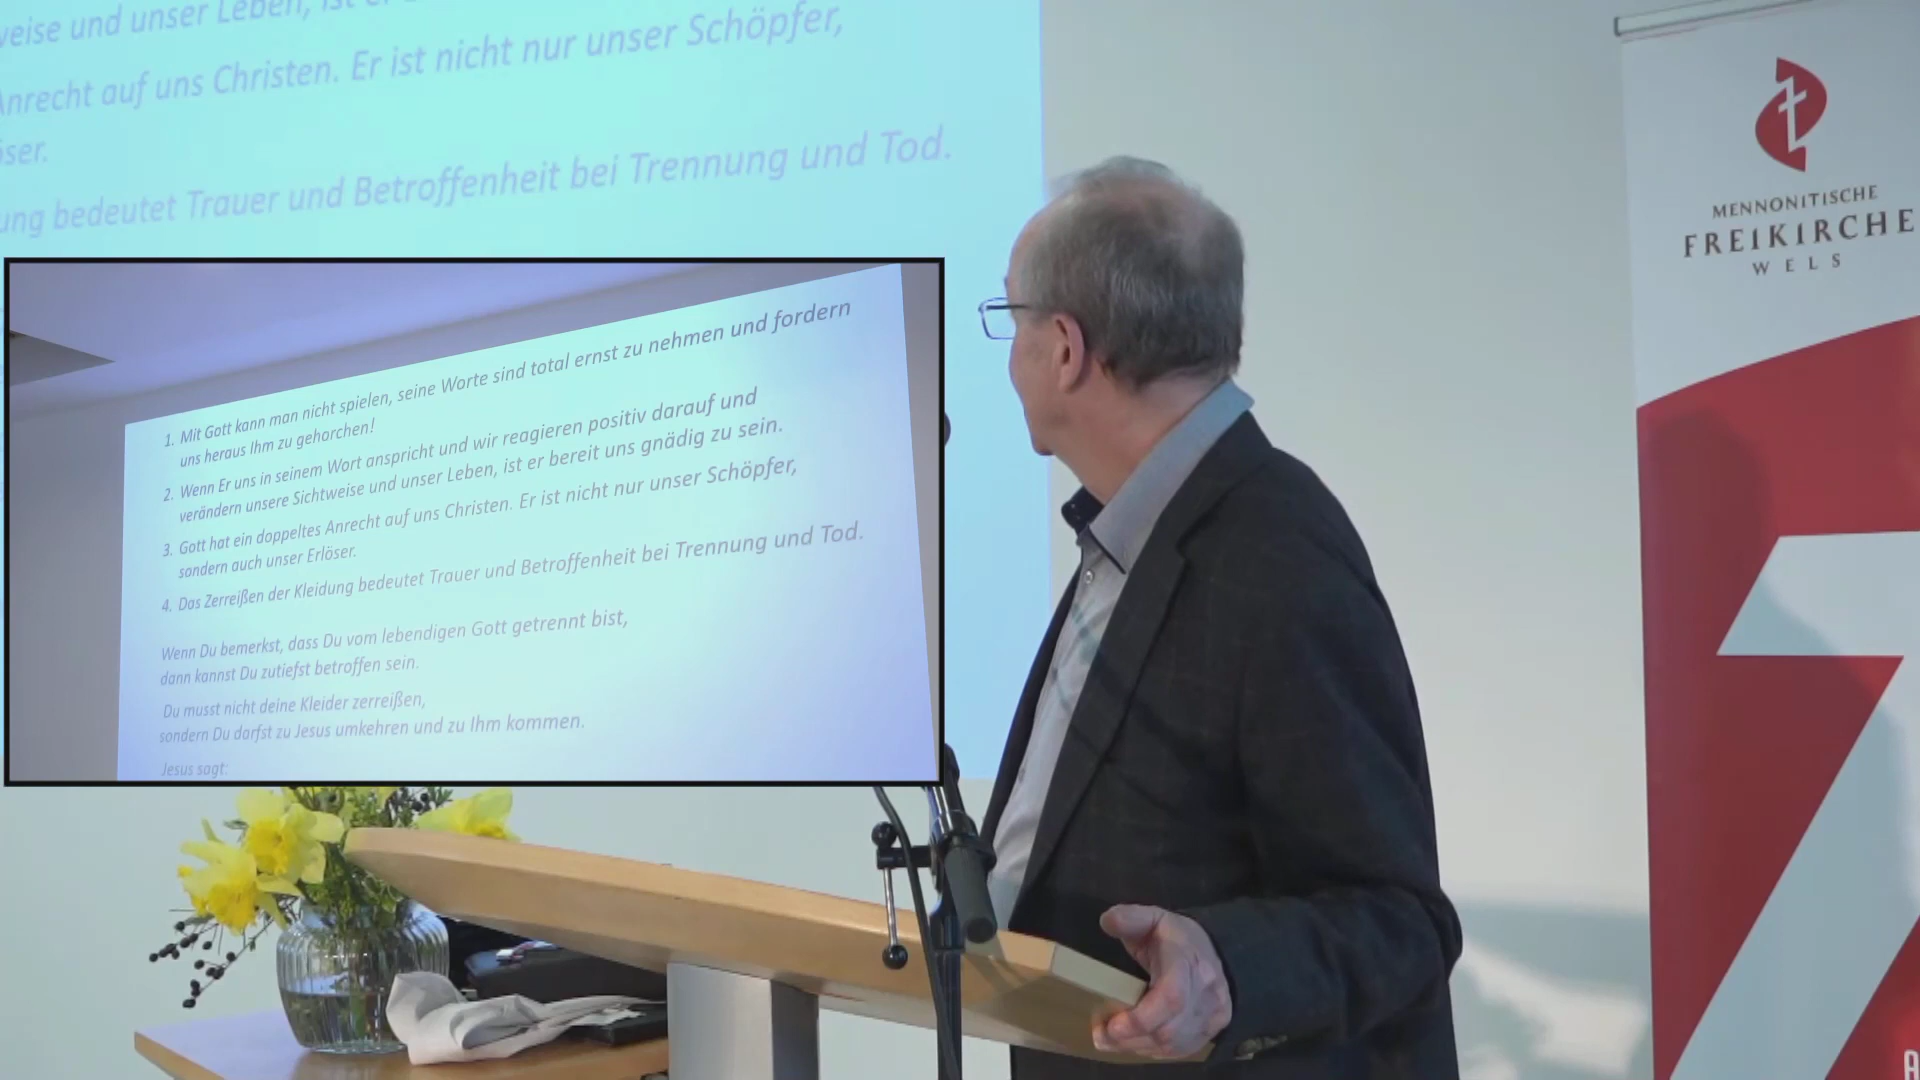 weise und unser Leben, ist er
Anrecht auf uns Christen. Er ist nicht nur unser Schöpfer,
öser.
ung bedeutet Trauer und Betroffenheit bei Trennung und Tod.
1. Mit Gott kann man nicht spielen, seine Worte sind total ernst zu nehmen und fordern
uns heraus Ihm zu gehorchen!
2. Wenn Er uns in seinem Wort anspricht und wir reagieren positiv darauf und
verändern unsere Sichtweise und unser Leben, ist er bereit uns gnädig zu sein.
3. Gott hat ein doppeltes Anrecht auf uns Christen. Er ist nicht nur unser Schöpfer,
sondern auch unser Erlöser.
4. Das Zerreißen der Kleidung bedeutet Trauer und Betroffenheit bei Trennung und Tod.
Wenn Du bemerkst, dass Du vom lebendigen Gott getrennt bist,
dann kannst Du zutiefst betroffen sein.
Du musst nicht deine Kleider zerreißen,
sondern Du darfst zu Jesus umkehren und zu Ihm kommen.
Jesus sagt:
MENNONITISCHE
FREIKIRCHE
WELS